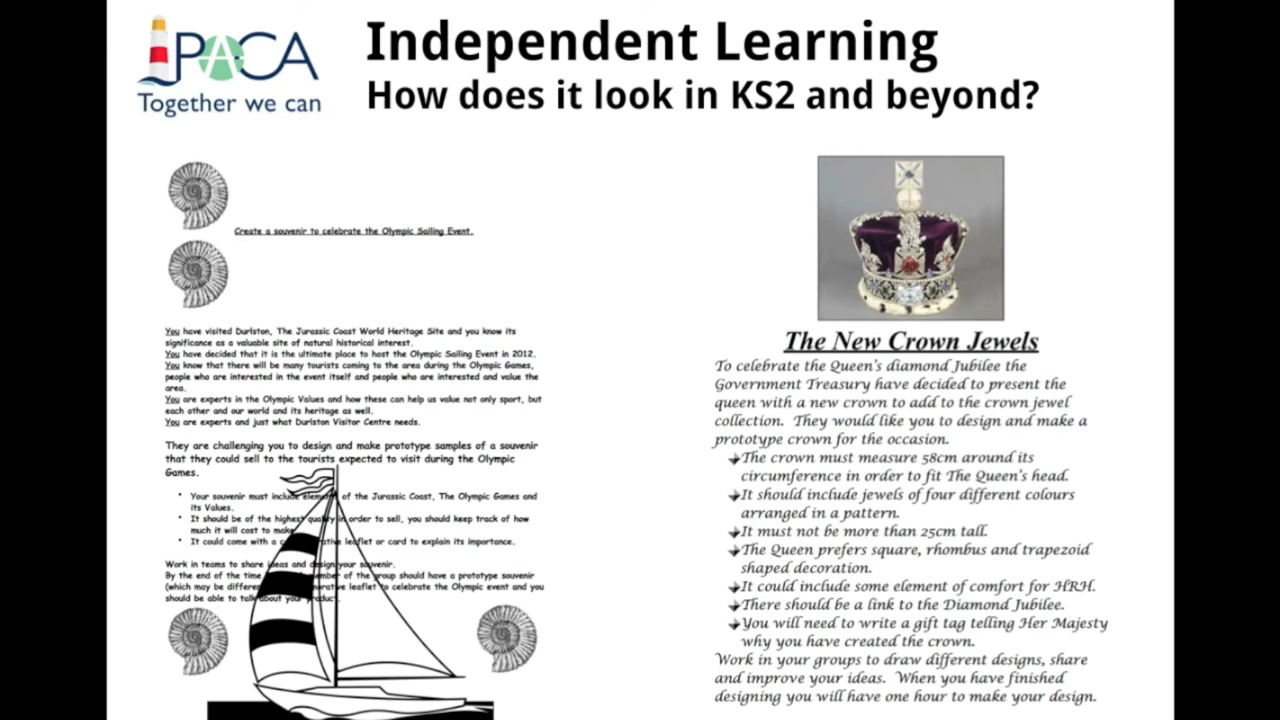 PACA
Together we can
Independent Learning
How does it look in KS2 and beyond?
Create a souvenir to celebrate the Olympic Sailing Event.
You have visited Durlston, The Jurassic Coast World Heritage Site and you know its
significance as a valuable site of natural historical interest.
You have decided that it is the ultimate place to host the Olympic Sailing Event in 2012.
You know that there will be many tourists coming to the area during the Olympic Games,
people who are interested in the event itself and people who are interested and value the
area.
You are experts in the Olympic Values and how these can help us value not only sport, but
each other and our world and its heritage as well.
You are experts and just what Durlston Visitor Centre needs.
They are challenging you to design and make prototype samples of a souvenir
that they could sell to the tourists expected to visit during the Olympic
Games.
• Your souvenir must include of the Jurassic Coast, The Olympic Games and
its Values.
• It should be of the highest quality in order to sell, you should keep track of how
much it will cost to make
• It could come with a leaflet or card to explain its importance.
Work in teams to share ideas and design your souvenir.
By the end of the time of the group should have a prototype souvenir
(which may be leaflet to celebrate the Olympic event and you
should be able to talk about your
The New Crown Jewels
To celebrate the Queen's diamond Jubilee the
Government Treasury have decided to present the
queen with a new crown to add to the crown jewel
collection. They would like you to design and make a
prototype crown for the occasion.
The crown must measure 58cm around its
circumference in order to fit The Queen's head.
It should include jewels of four different colours
arranged in a pattern.
It must not be more than 25cm tall.
The Queen prefers square, rhombus and trapezoid
shaped decoration.
It could include some element of comfort for HRH.
There should be a link to the Diamond Jubilee.
You will need to write a gift tag telling Her Majesty
why you have created the crown.
Work in your groups to draw different designs, share
and improve your ideas. When you have finished
designing you will have one hour to make your design.